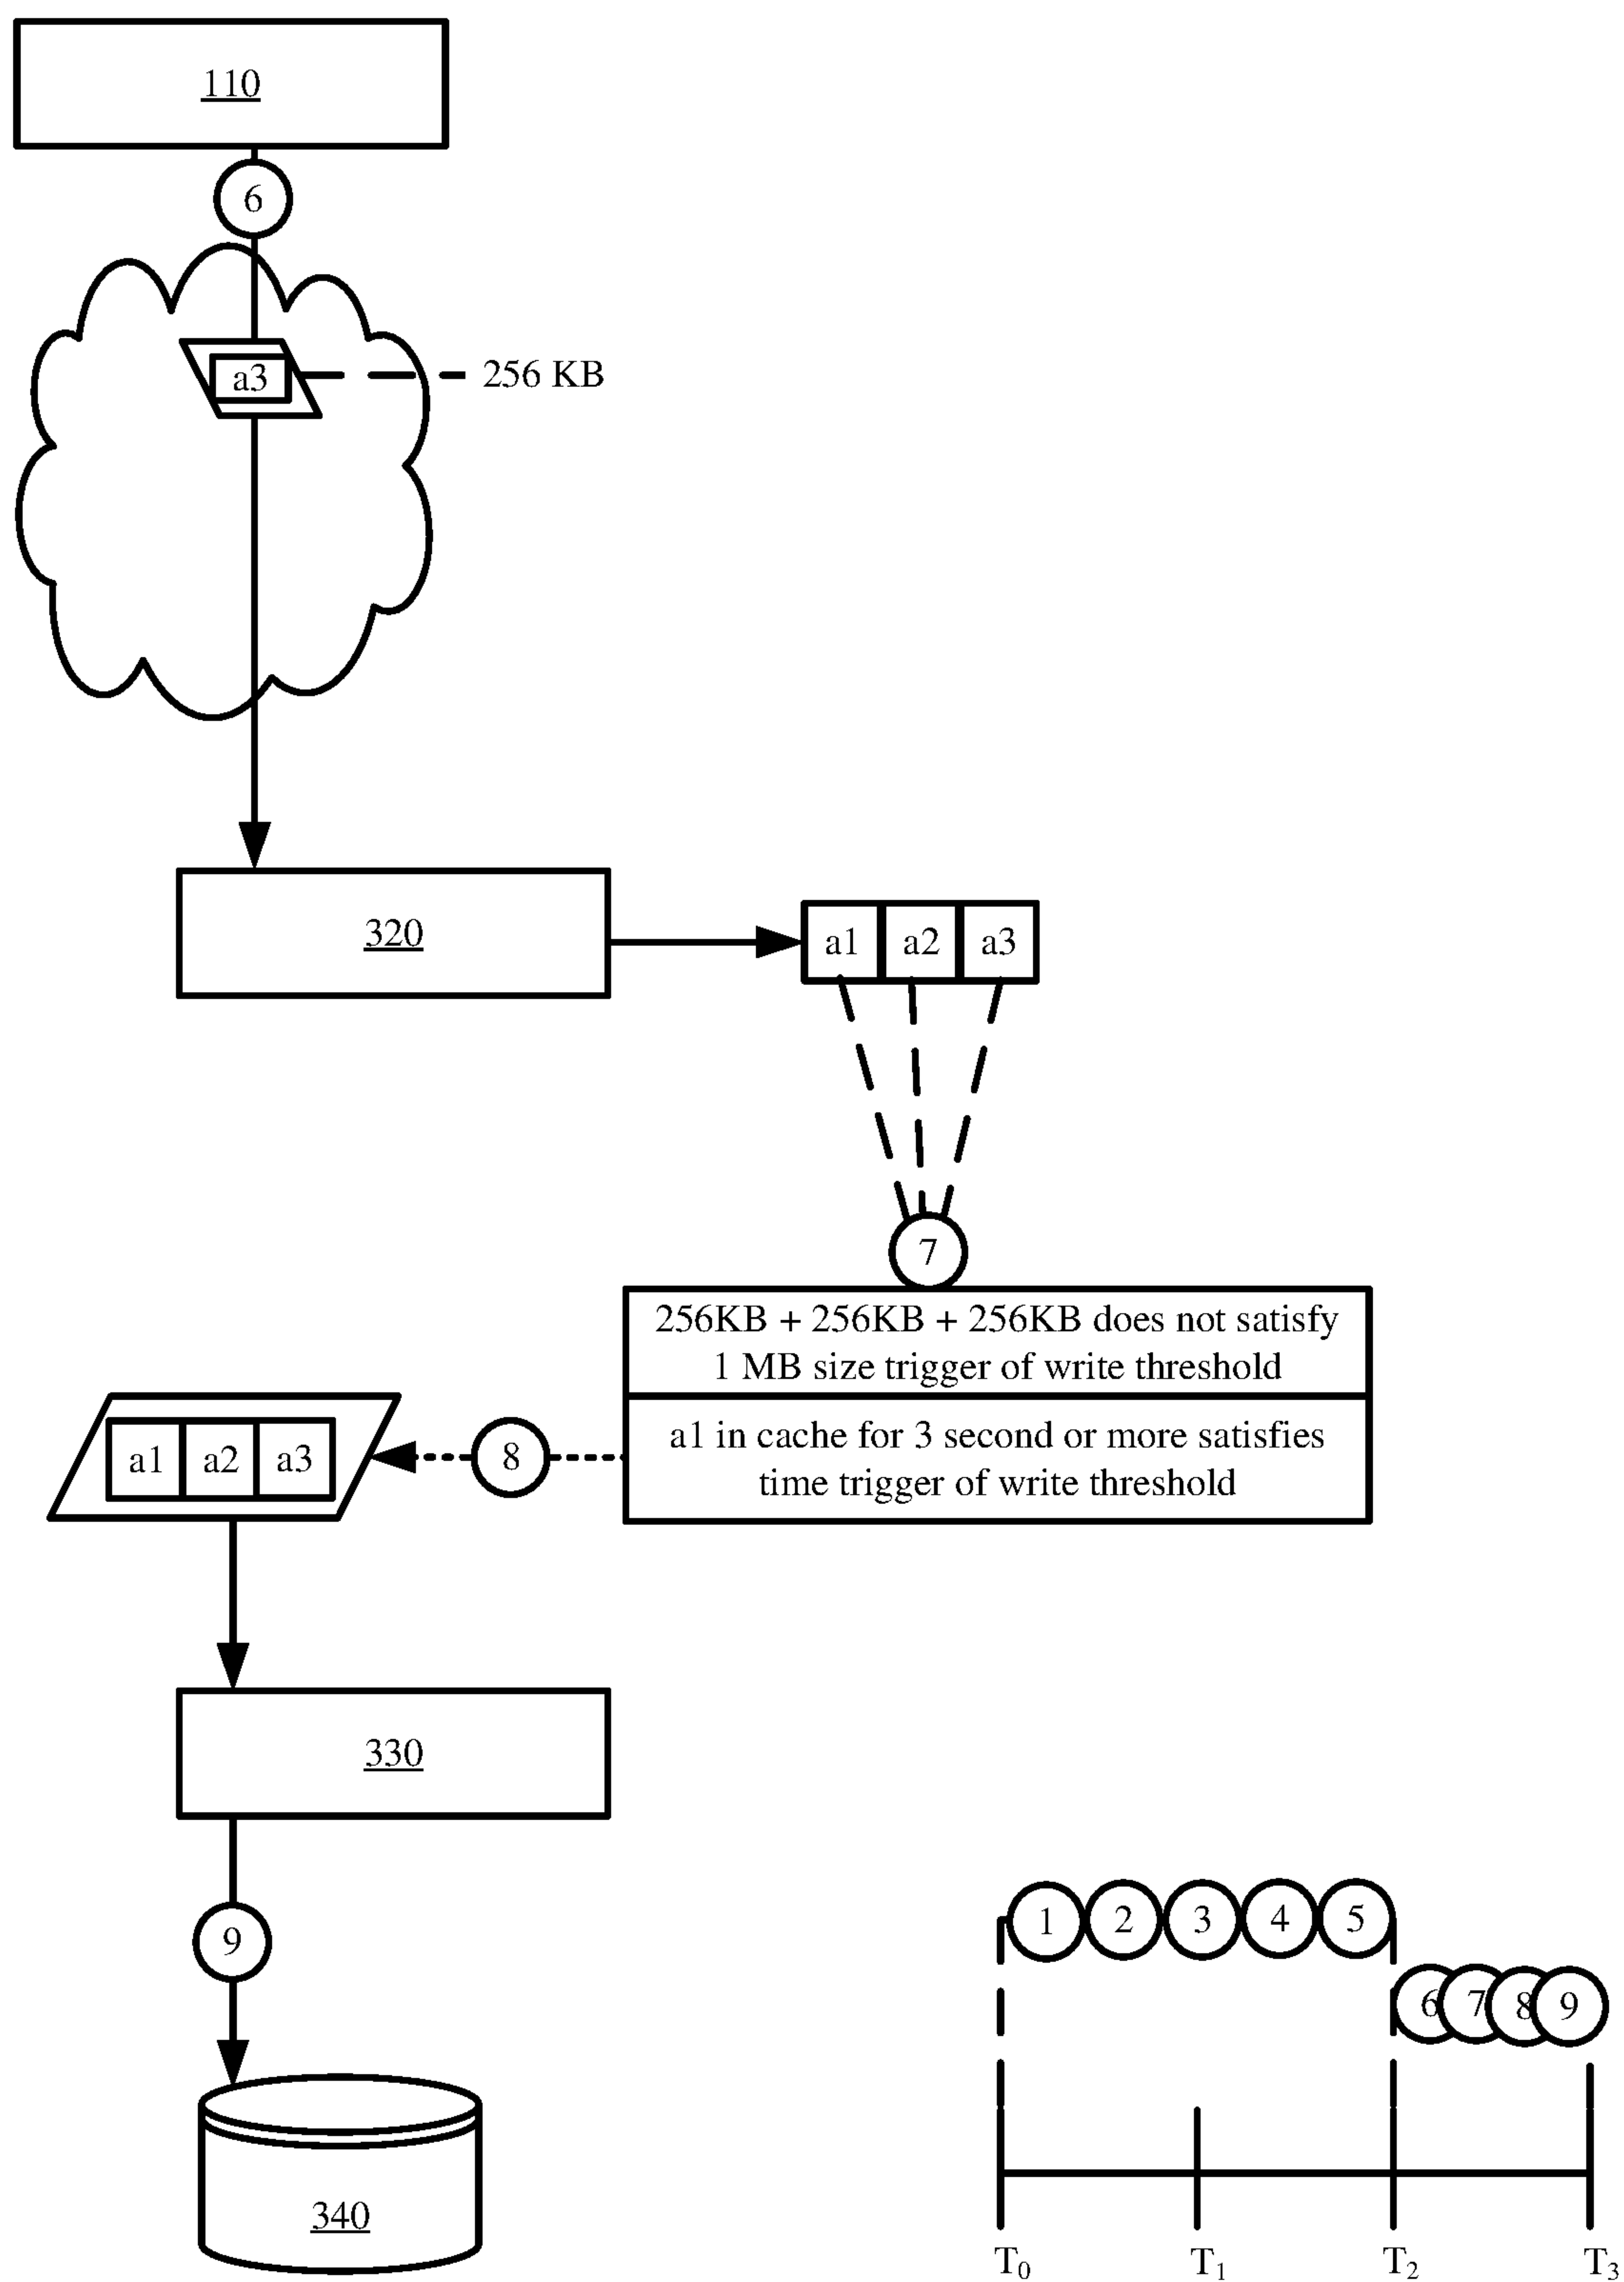 110
6
a3
256 KB
320
a1 a2 a3
7
256KB + 256KB + 256KB does not satisfy
1 MB size trigger of write threshold
a1 in cache for 3 second or more satisfies
time trigger of write threshold
a1 a2 a3
8
330
9
1 2 3 4 5
6 7 8 9
340
T0 T1 T2 T3